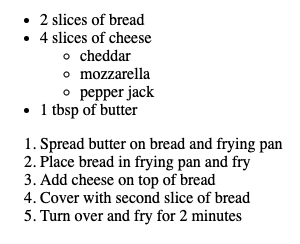 • 2 slices of bread
• 4 slices of cheese
◦ cheddar
◦ mozzarella
◦ pepper jack
• 1 tbsp of butter
1. Spread butter on bread and frying pan
2. Place bread in frying pan and fry
3. Add cheese on top of bread
4. Cover with second slice of bread
5. Turn over and fry for 2 minutes